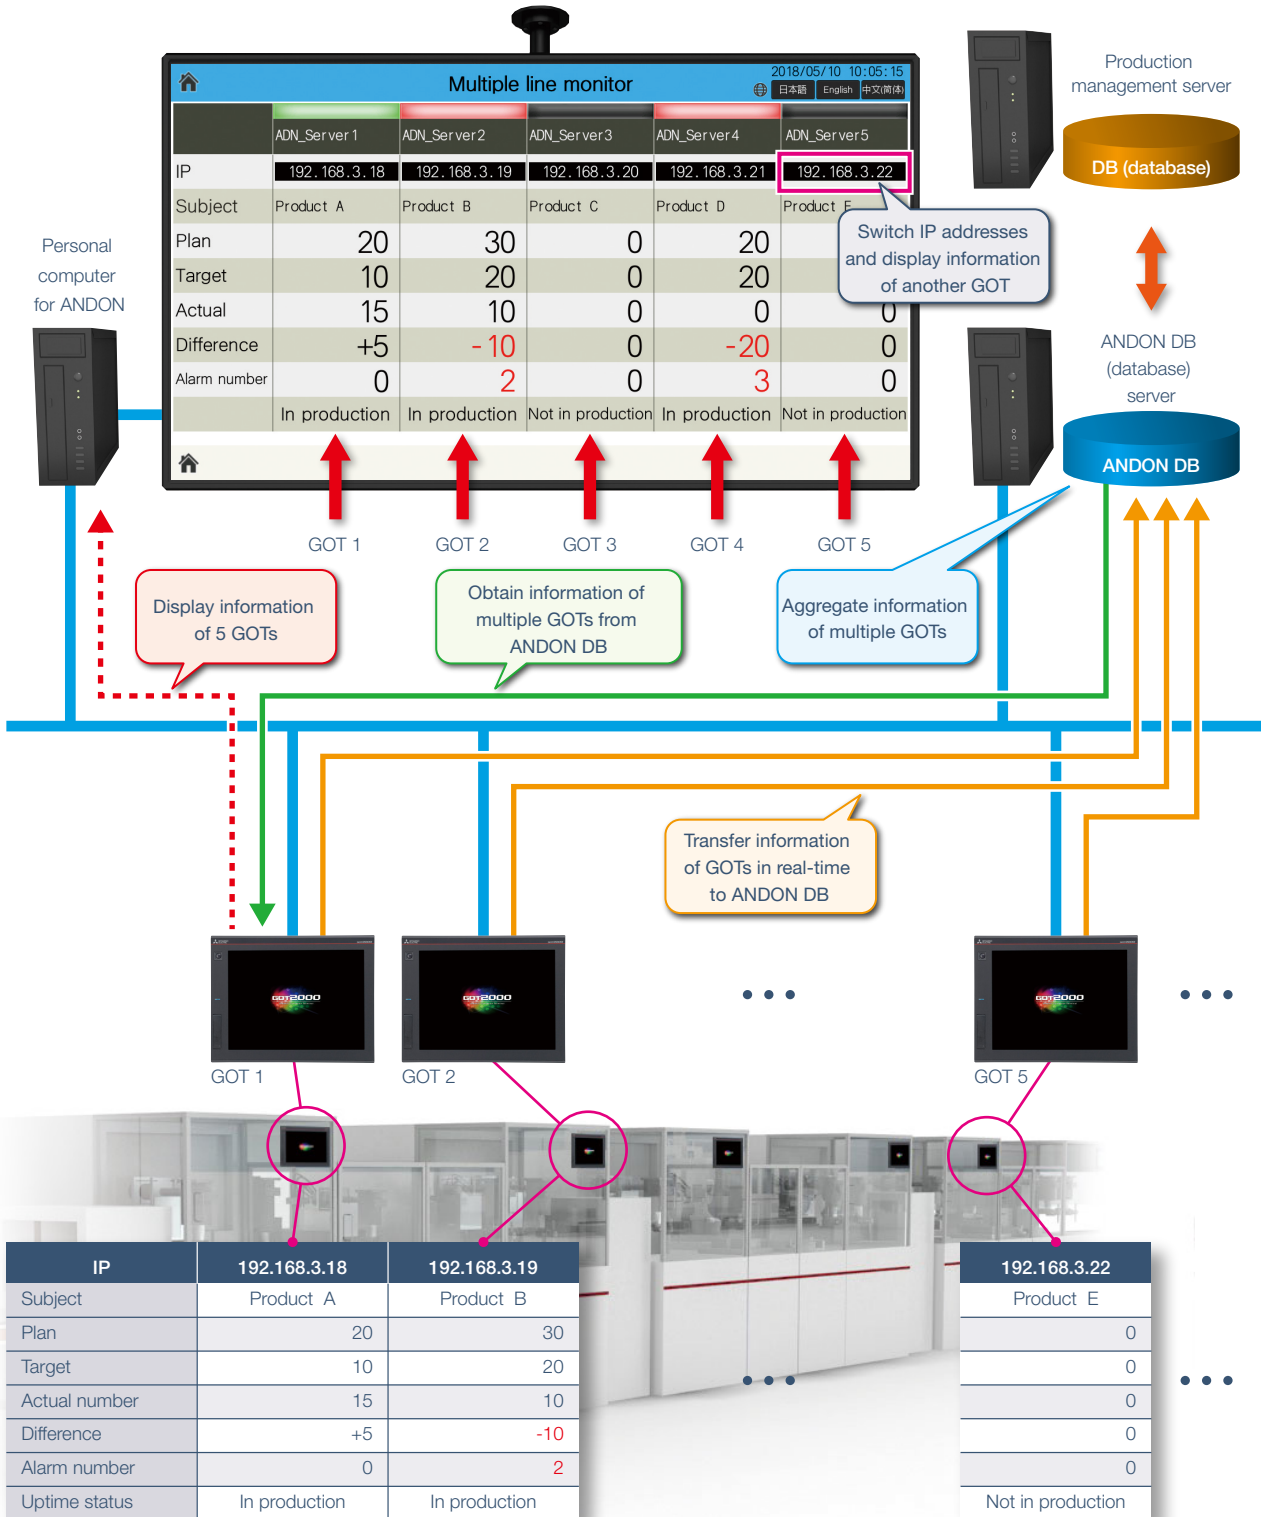 Multiple line monitor
2018/05/10 10:05:15
日本語 English 中文(简体)
ADN_Server1 ADN_Server2 ADN_Server3 ADN_Server4 ADN_Server5
IP 192.168.3.18 192.168.3.19 192.168.3.20 192.168.3.21 192.168.3.22
Subject Product A Product B Product C Product D Product E
Plan 20 30 0 20
Target 10 20 0 20
Actual 15 10 0 0 0
Difference +5 -10 0 -20 0
Alarm number 0 2 0 3 0
In production In production Not in production In production Not in production
Switch IP addresses
and display information
of another GOT
Production
management server
DB (database)
Personal
computer
for ANDON
ANDON DB
(database)
server
ANDON DB
GOT 1 GOT 2 GOT 3 GOT 4 GOT 5
Display information
of 5 GOTs
Obtain information of
multiple GOTs from
ANDON DB
Aggregate information
of multiple GOTs
Transfer information
of GOTs in real-time
to ANDON DB
GOT2000 GOT2000 GOT2000
GOT 1 GOT 2 GOT 5
IP 192.168.3.18 192.168.3.19 192.168.3.22
Subject Product A Product B Product E
Plan 20 30 0
Target 10 20 0
Actual number 15 10 0
Difference +5 -10 0
Alarm number 0 2 0
Uptime status In production In production Not in production